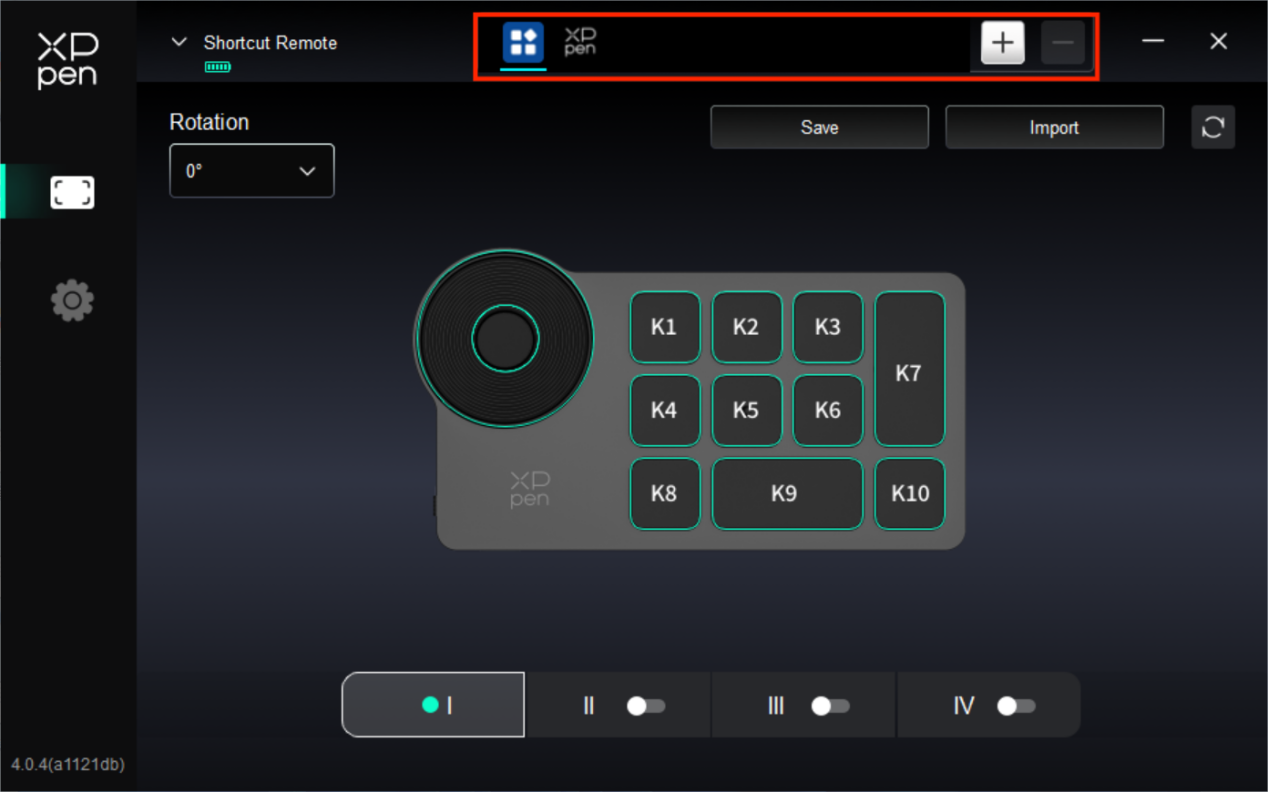 XP
pen
Shortcut Remote
XP
pen
Rotation
0°
Save
Import
K1
K2
K3
K7
K4
K5
K6
K8
K9
K10
XP
pen
I
II
III
IV
4.0.4(a1121db)